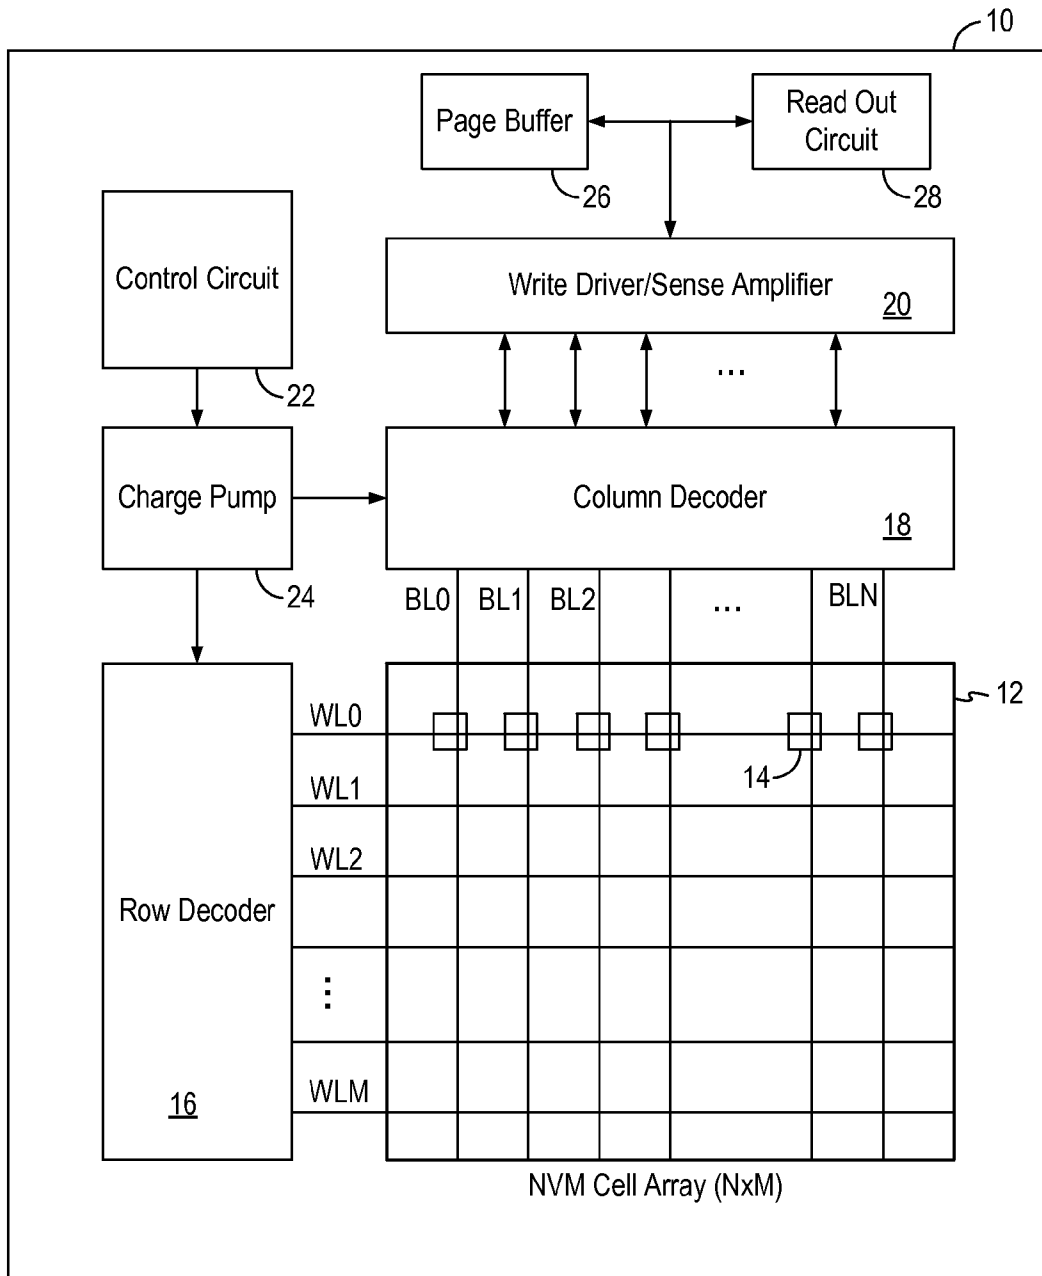 10
Page Buffer
Read Out
Circuit
26
28
Control Circuit
Write Driver/Sense Amplifier
20
22
...
Charge Pump
Column Decoder
18
24
BL0
BL1
BL2
...
BLN
12
WL0
14
WL1
WL2
Row Decoder
...
WLM
16
NVM Cell Array (NxM)